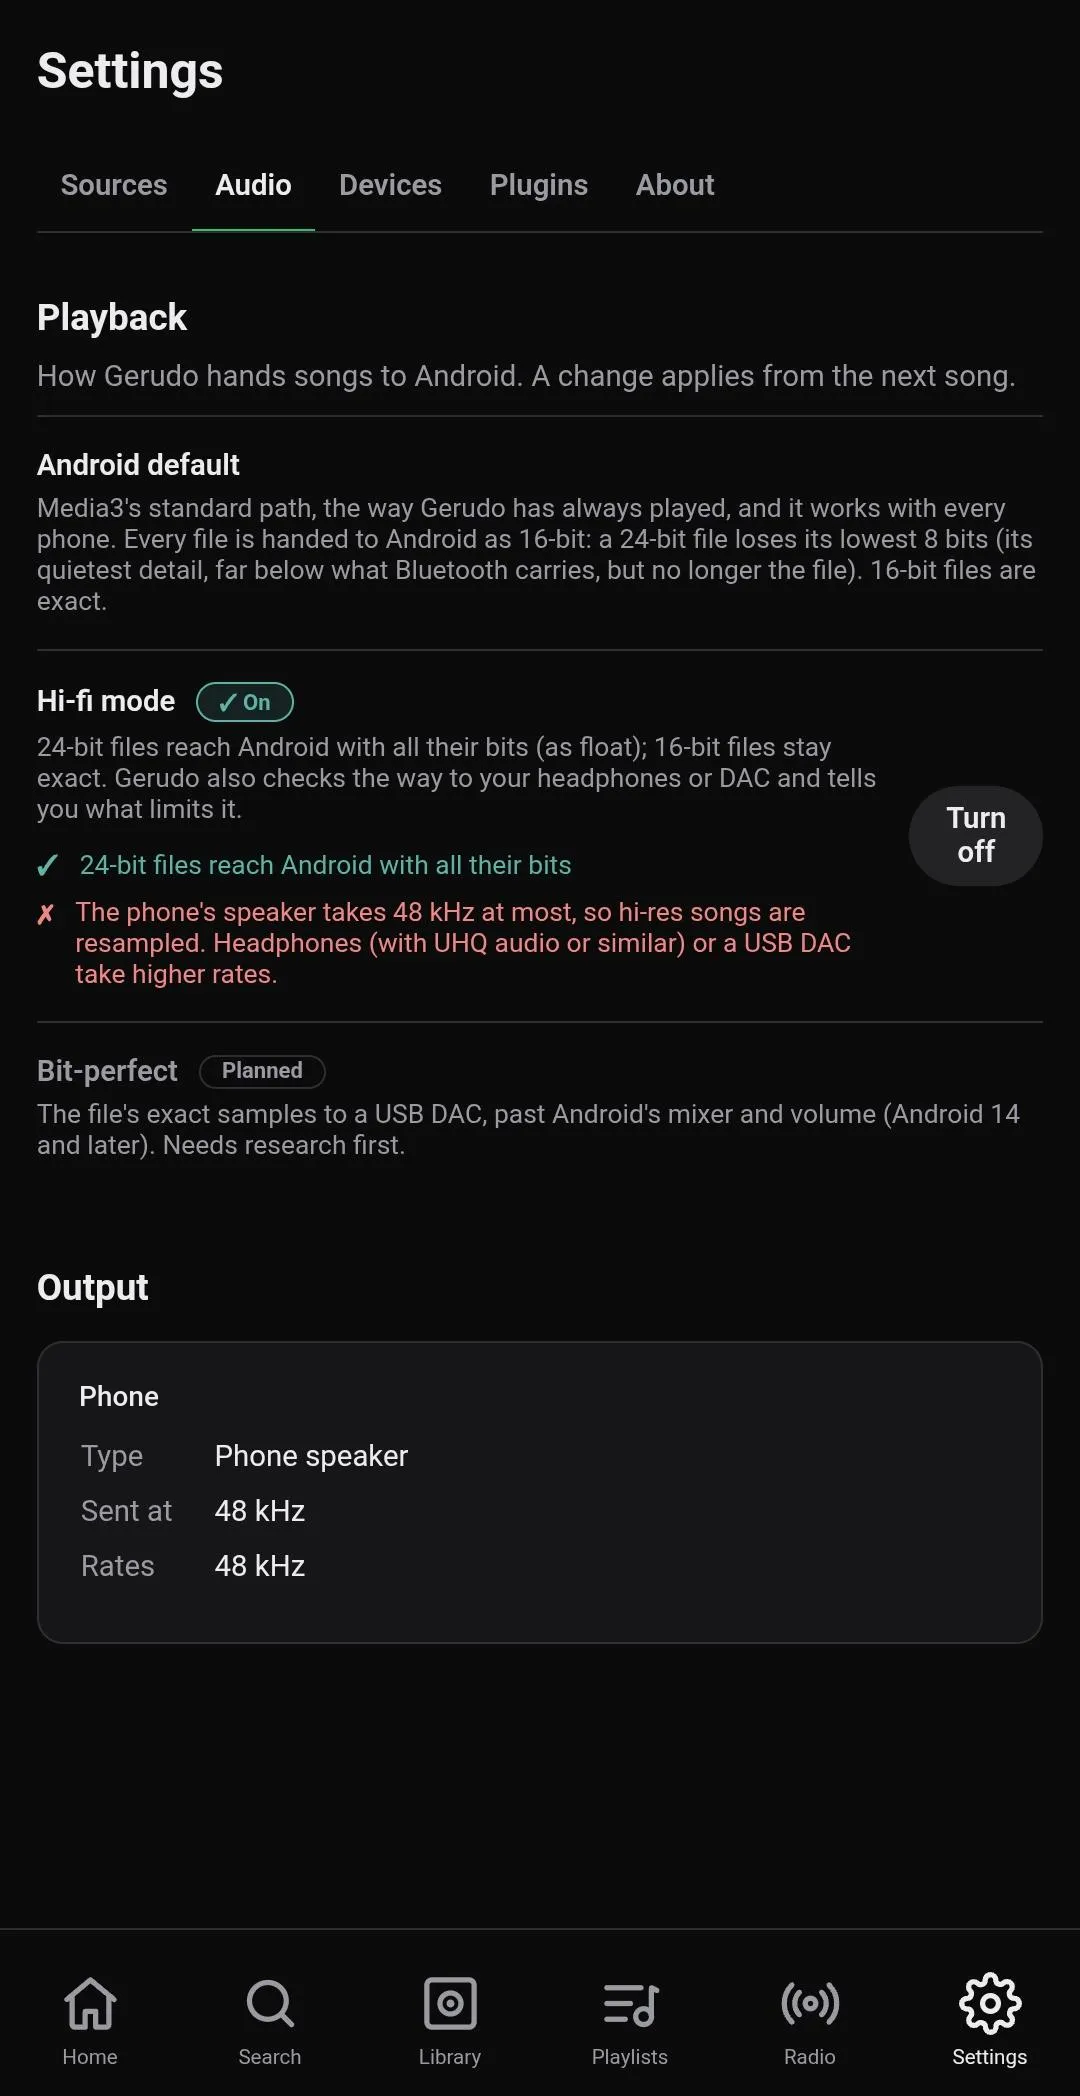 Settings
Sources Audio Devices Plugins About
Playback
How Gerudo hands songs to Android. A change applies from the next song.
Android default
Media3's standard path, the way Gerudo has always played, and it works with every
phone. Every file is handed to Android as 16-bit: a 24-bit file loses its lowest 8 bits (its
quietest detail, far below what Bluetooth carries, but no longer the file). 16-bit files are
exact.
Hi-fi mode ✓ On
24-bit files reach Android with all their bits (as float); 16-bit files stay
exact. Gerudo also checks the way to your headphones or DAC and tells
you what limits it.
Turn
off
✓ 24-bit files reach Android with all their bits
✗ The phone's speaker takes 48 kHz at most, so hi-res songs are
resampled. Headphones (with UHQ audio or similar) or a USB DAC
take higher rates.
Bit-perfect Planned
The file's exact samples to a USB DAC, past Android's mixer and volume (Android 14
and later). Needs research first.
Output
Phone
Type Phone speaker
Sent at 48 kHz
Rates 48 kHz
Home Search Library Playlists Radio Settings